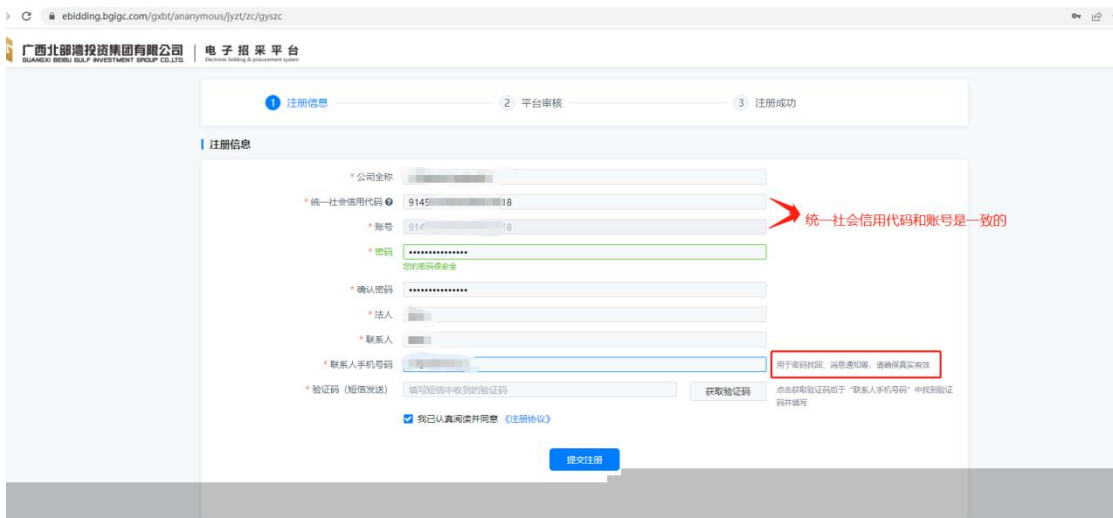 ebidding.bgigc.com/gxbt/ananymous/jyzt/zc/gyszc
广西北部湾投资集团有限公司 电子招采平台
GUANGXI BEIBU GULF INVESTMENT GROUP CO.,LTD. Electronic bidding & procurement system
1 注册信息 2 平台审核 3 注册成功
注册信息
* 公司全称
* 统一社会信用代码 9145 18
统一社会信用代码和账号是一致的
* 账号 914 18
* 密码 •••••••••••••••
您的密码很安全
* 确认密码 •••••••••••••••
* 法人
* 联系人
* 联系人手机号码 用于密码找回、消息通知等，请确保真实有效
* 验证码（短信发送） 填写短信中收到的验证码 获取验证码 点击获取验证码后于“联系人手机号码”中找到验证
码并填写
我已认真阅读并同意 《注册协议》
提交注册